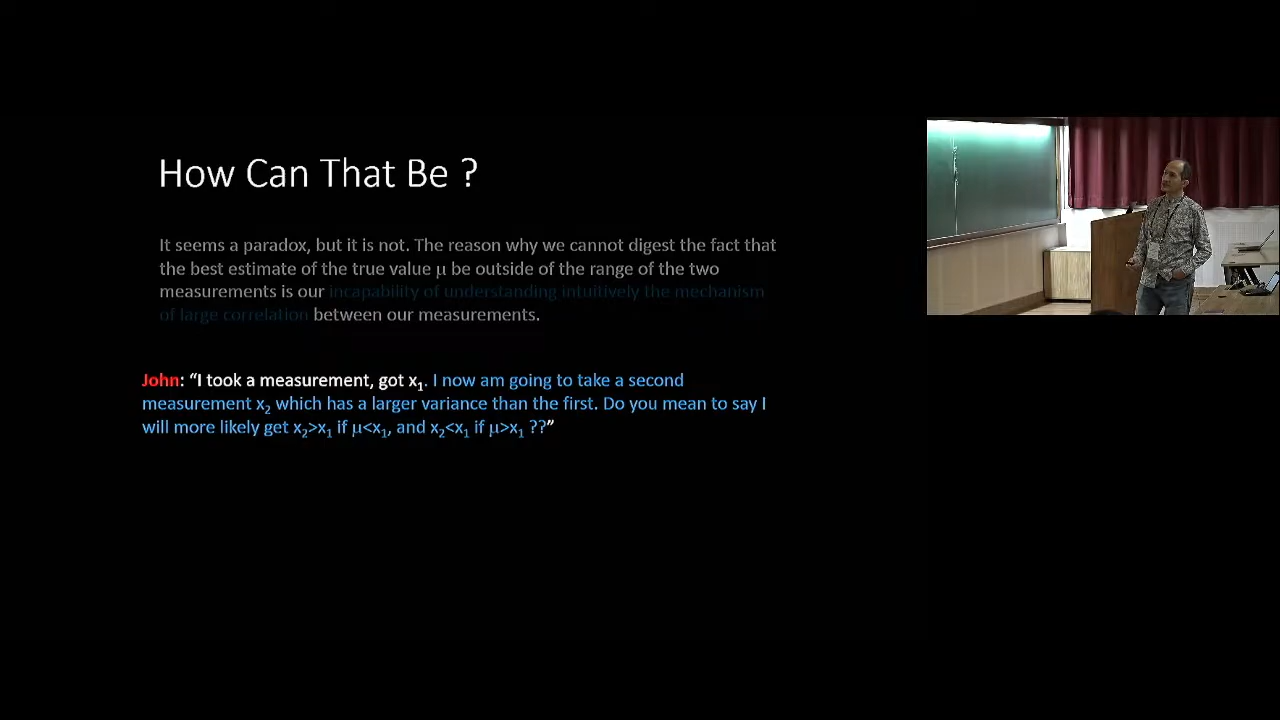 How Can That Be ?
It seems a paradox, but it is not. The reason why we cannot digest the fact that
the best estimate of the true value μ be outside of the range of the two
measurements is our incapability of understanding intuitively the mechanism
of large correlation between our measurements.
John: “I took a measurement, got x₁. I now am going to take a second
measurement x₂ which has a larger variance than the first. Do you mean to say I
will more likely get x₂>x₁ if μ<x₁, and x₂<x₁ if μ>x₁ ??”